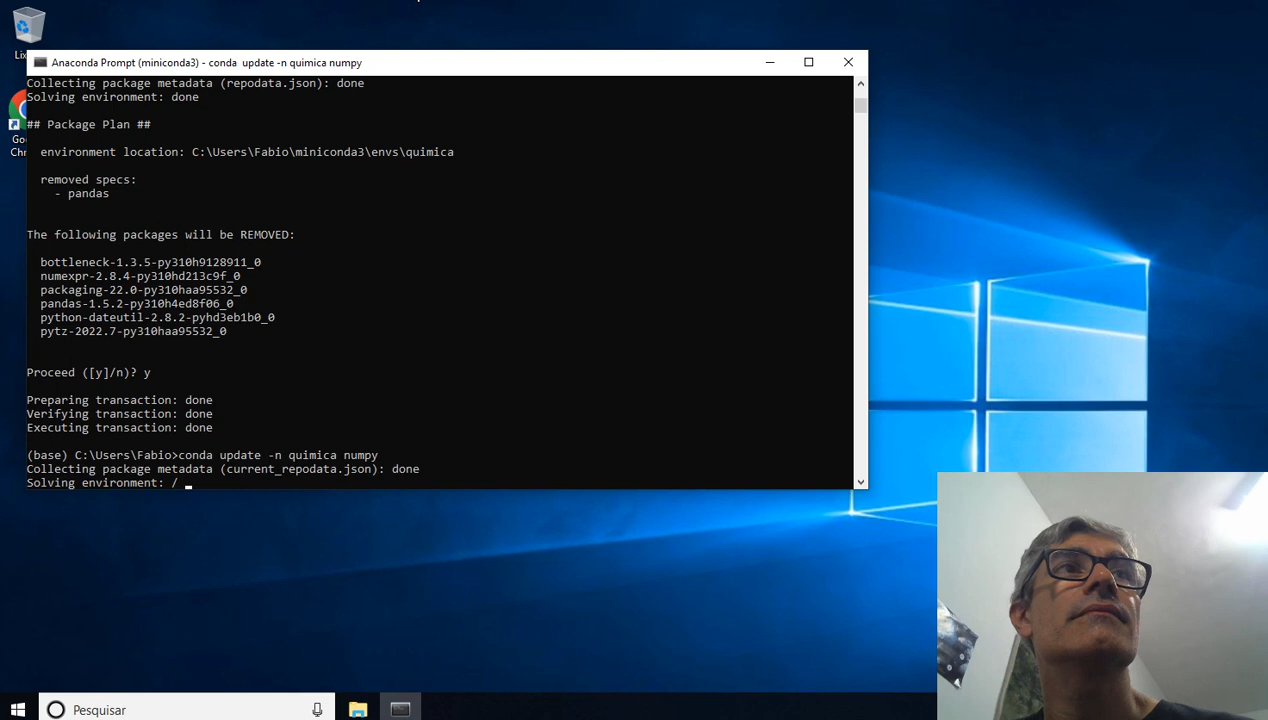 Lix
Goo
Chr
Anaconda Prompt (miniconda3) - conda  update -n quimica numpy
Collecting package metadata (repodata.json): done
Solving environment: done
## Package Plan ##
environment location: C:\Users\Fabio\miniconda3\envs\quimica
removed specs:
- pandas
The following packages will be REMOVED:
bottleneck-1.3.5-py310h9128911_0
numexpr-2.8.4-py310hd213c9f_0
packaging-22.0-py310haa95532_0
pandas-1.5.2-py310h4ed8f06_0
python-dateutil-2.8.2-pyhd3eb1b0_0
pytz-2022.7-py310haa95532_0
Proceed ([y]/n)? y
Preparing transaction: done
Verifying transaction: done
Executing transaction: done
(base) C:\Users\Fabio>conda update -n quimica numpy
Collecting package metadata (current_repodata.json): done
Solving environment: /
Pesquisar